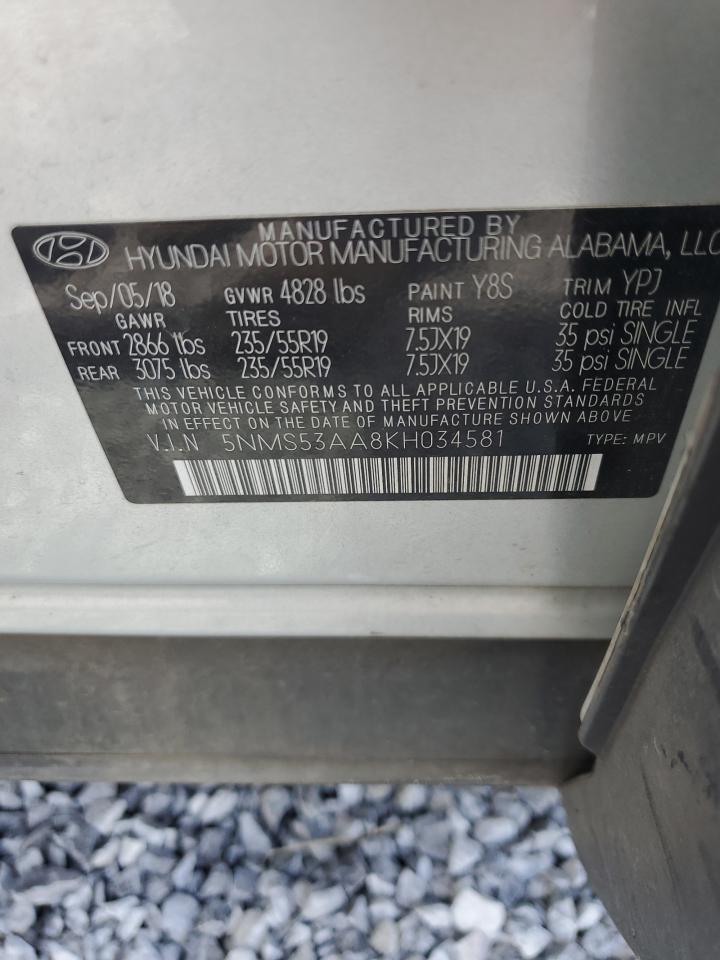 MANUFACTURED BY
HYUNDAI MOTOR MANUFACTURING ALABAMA, LLC
Sep/05/18 GVWR 4828 lbs PAINT Y8S TRIM YPJ
GAWR TIRES RIMS COLD TIRE INFL
FRONT 2866 lbs 235/55R19 7.5JX19 35 psi SINGLE
REAR 3075 lbs 235/55R19 7.5JX19 35 psi SINGLE
THIS VEHICLE CONFORMS TO ALL APPLICABLE U.S.A. FEDERAL
MOTOR VEHICLE SAFETY AND THEFT PREVENTION STANDARDS
IN EFFECT ON THE DATE OF MANUFACTURE SHOWN ABOVE
V.I.N 5NMS53AA8KH034581 TYPE: MPV